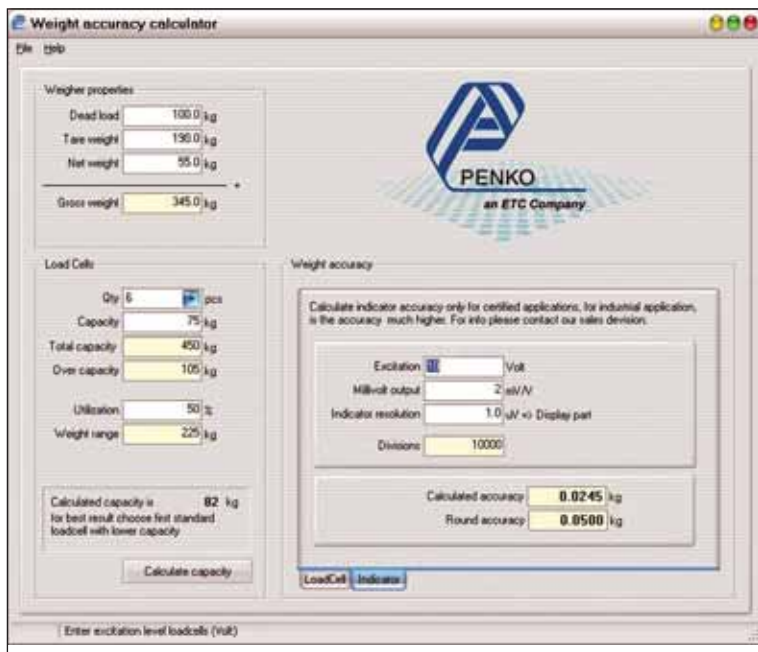 Weight accuracy calculator
File Help
Weigher properties
Dead load 100.0 kg
Tare weight 190.0 kg
Net weight 55.0 kg
+
Gross weight 345.0 kg
PENKO
an ETC Company
Load Cells
Qty 6 pcs
Capacity 75 kg
Total capacity 450 kg
Over capacity 105 kg
Utilization 50 %
Weight range 225 kg
Calculated capacity is 82 kg
for best result choose first standard
loadcell with lower capacity
Calculate capacity
Weight accuracy
Calculate indicator accuracy only for certified applications, for industrial application,
is the accuracy much higher. For info please contact our sales devision.
Excitation 10 Volt
Millivolt output 2 mV/V
Indicator resolution 1.0 uV => Display part
Divisions 10000
Calculated accuracy 0.0245 kg
Round accuracy 0.0500 kg
LoadCell Indicator
Enter excitation level loadcells (Volt)